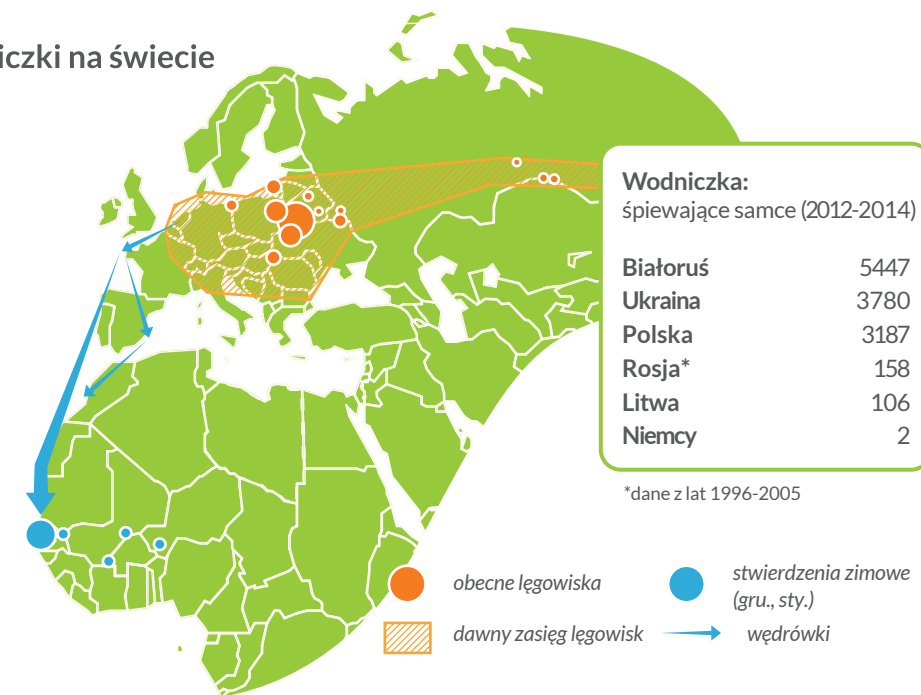 iczki na świecie
Wodniczka:
śpiewające samce (2012-2014)
Białoruś 5447
Ukraina 3780
Polska 3187
Rosja* 158
Litwa 106
Niemcy 2
*dane z lat 1996-2005
obecne lęgowiska
stwierdzenia zimowe
(gru., sty.)
dawny zasięg lęgowisk
wędrówki